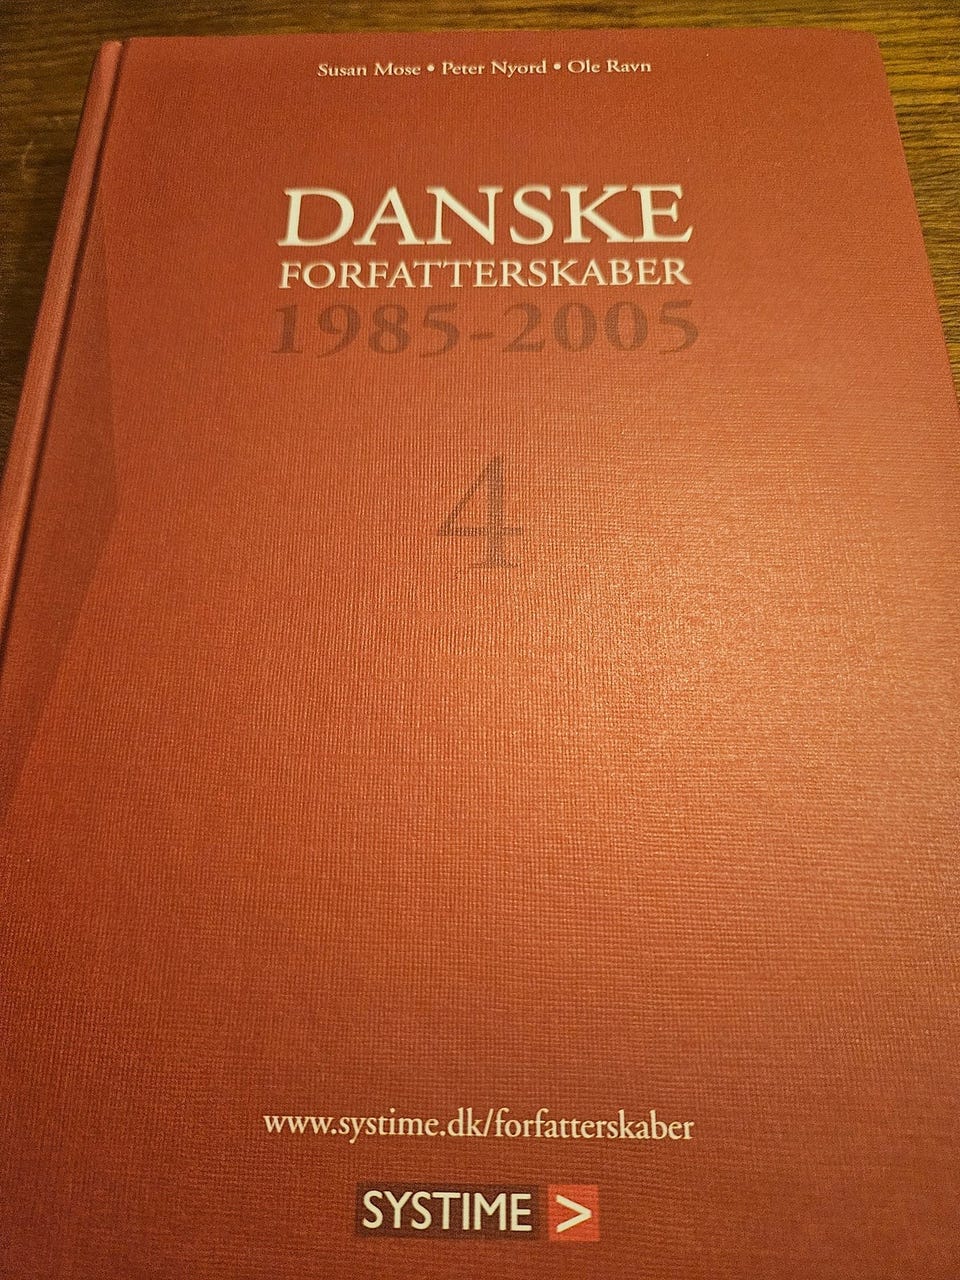 Susan Mose • Peter Nyord • Ole Ravn
DANSKE
FORFATTERSKABER
1985-2005
4
www.systime.dk/forfatterskaber
SYSTIME >